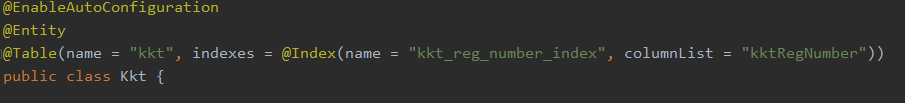 @EnableAutoConfiguration
@Entity
@Table(name = "kkt", indexes = @Index(name = "kkt_reg_number_index", columnList = "kktRegNumber"))
public class Kkt {